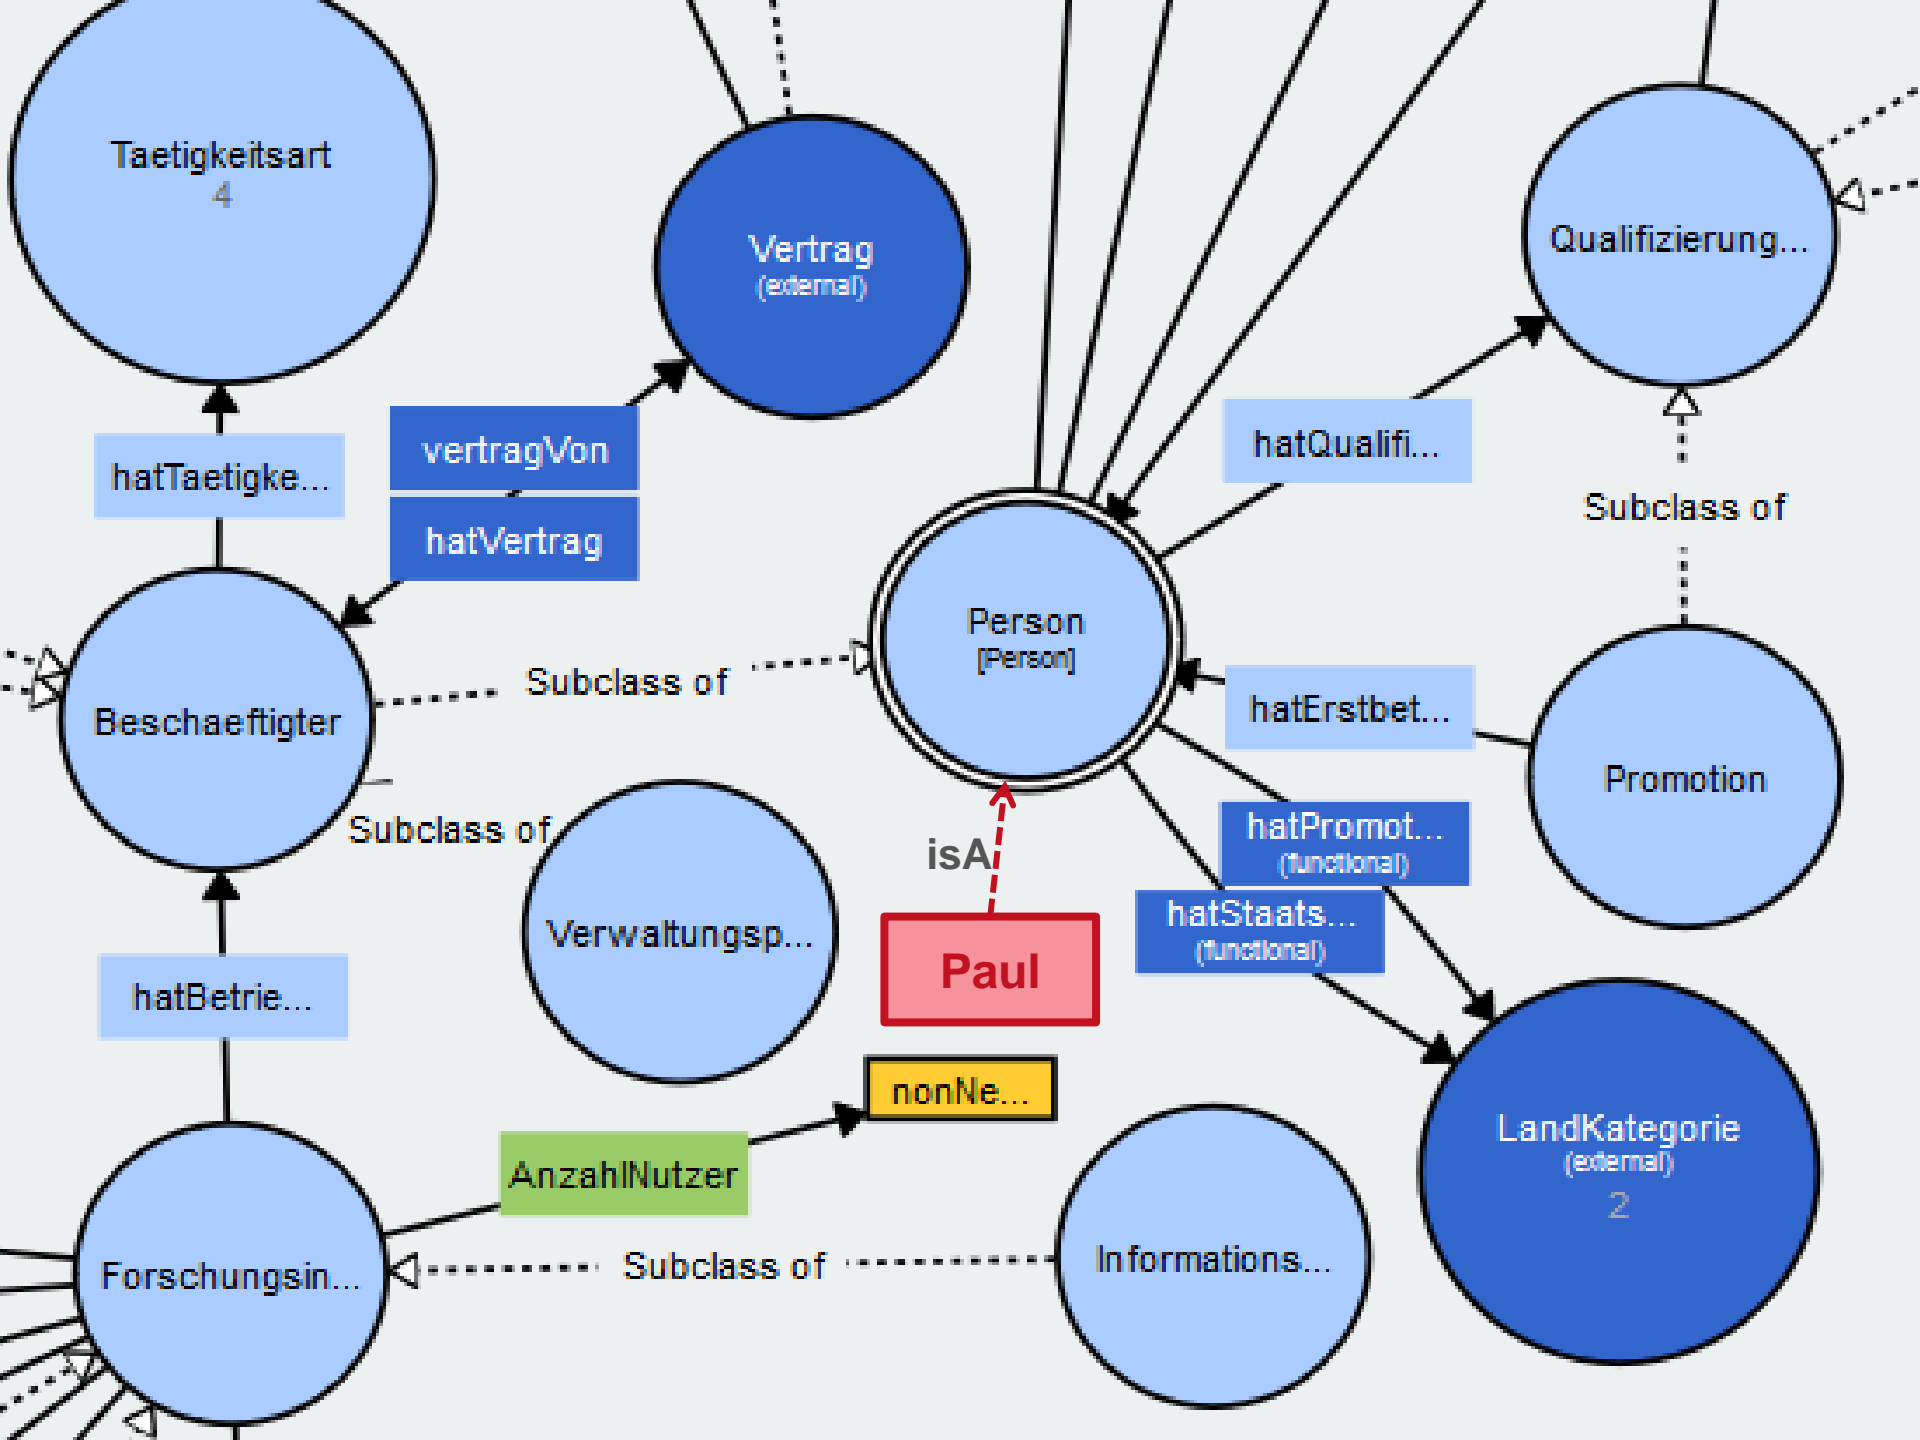 Taetigkeitsart
4
Vertrag
(external)
Qualifizierung...
hatTaetigke...
vertragVon
hatVertrag
hatQualifi...
Subclass of
Person
[Person]
Subclass of
Beschaeftigter
hatErstbet...
Promotion
Subclass of
hatPromot...
(functional)
isA
hatStaats...
(functional)
Verwaltungsp...
Paul
hatBetrie...
nonNe...
LandKategorie
(external)
2
AnzahlNutzer
Forschungsin...
Subclass of
Informations...